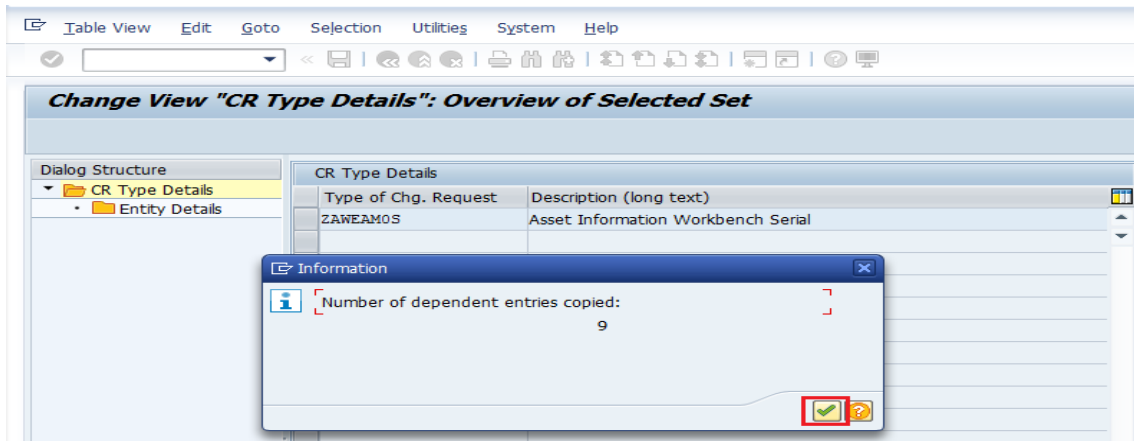 Table View Edit Goto Selection Utilities System Help
Change View "CR Type Details": Overview of Selected Set
Dialog Structure
CR Type Details
Entity Details
CR Type Details
Type of Chg. Request Description (long text)
ZAWEAM0S Asset Information Workbench Serial
Information
Number of dependent entries copied:
9